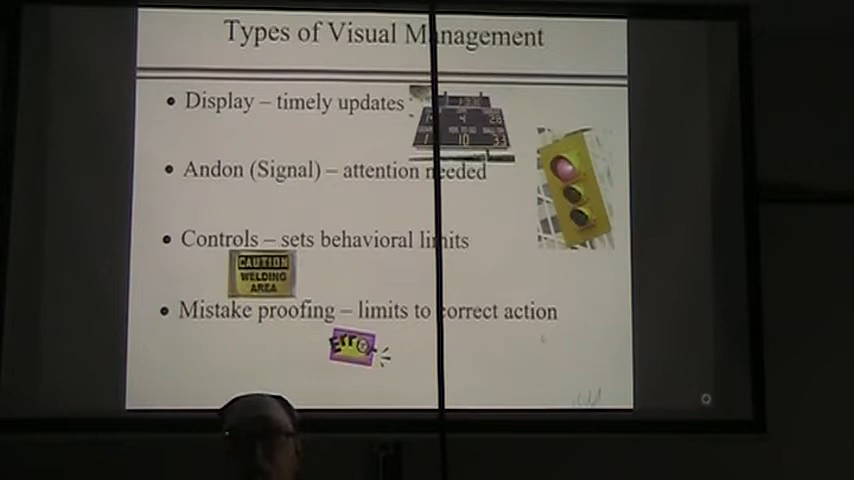 Types of Visual Management
• Display – timely updates
• Andon (Signal) – attention needed
• Controls – sets behavioral limits
CAUTION
WELDING
AREA
• Mistake proofing – limits to correct action
Error